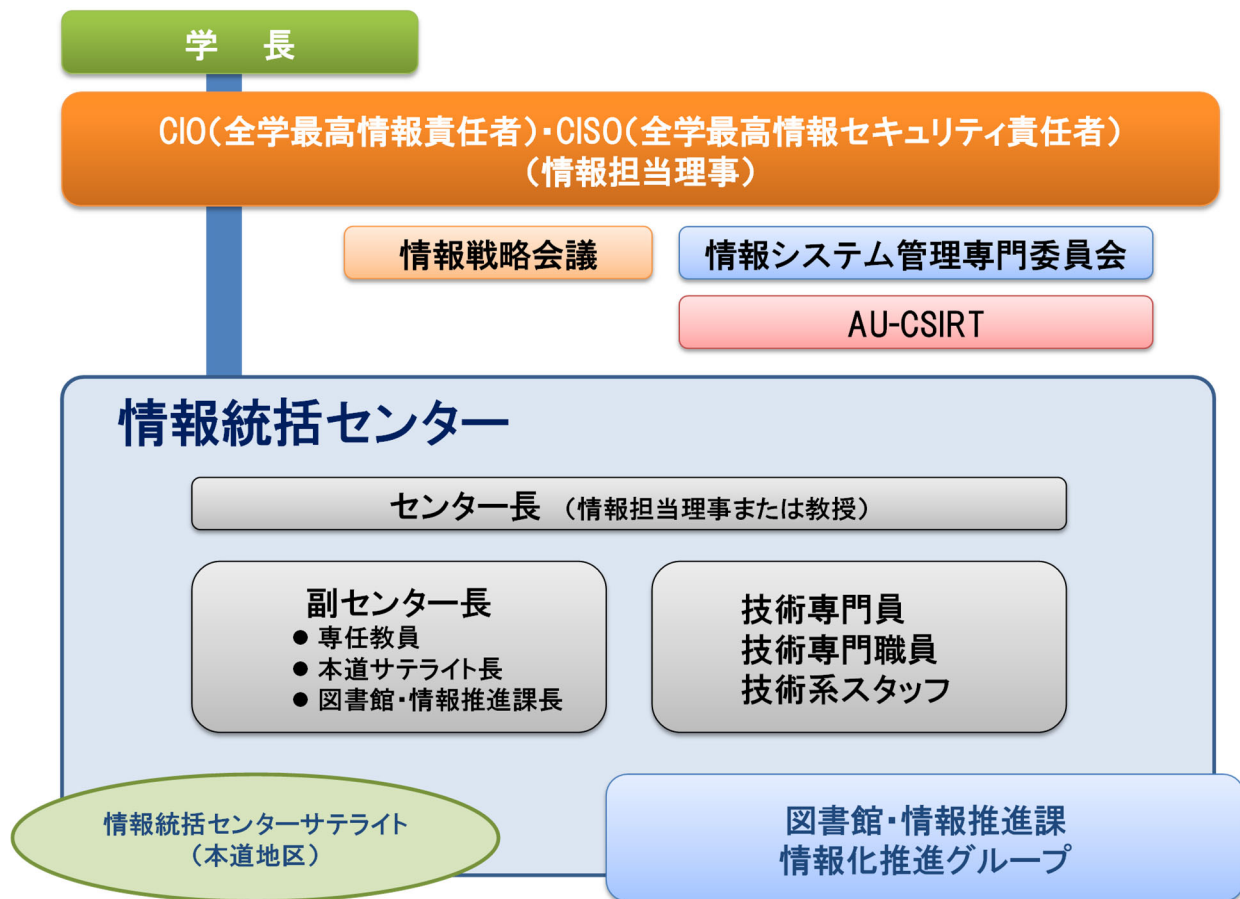 学　長
CIO(全学最高情報責任者)・CISO(全学最高情報セキュリティ責任者)
(情報担当理事)
情報戦略会議
情報システム管理専門委員会
AU-CSIRT
情報統括センター
センター長 (情報担当理事または教授)
副センター長
● 専任教員
● 本道サテライト長
● 図書館・情報推進課長
技術専門員
技術専門職員
技術系スタッフ
情報統括センターサテライト
(本道地区)
図書館・情報推進課
情報化推進グループ